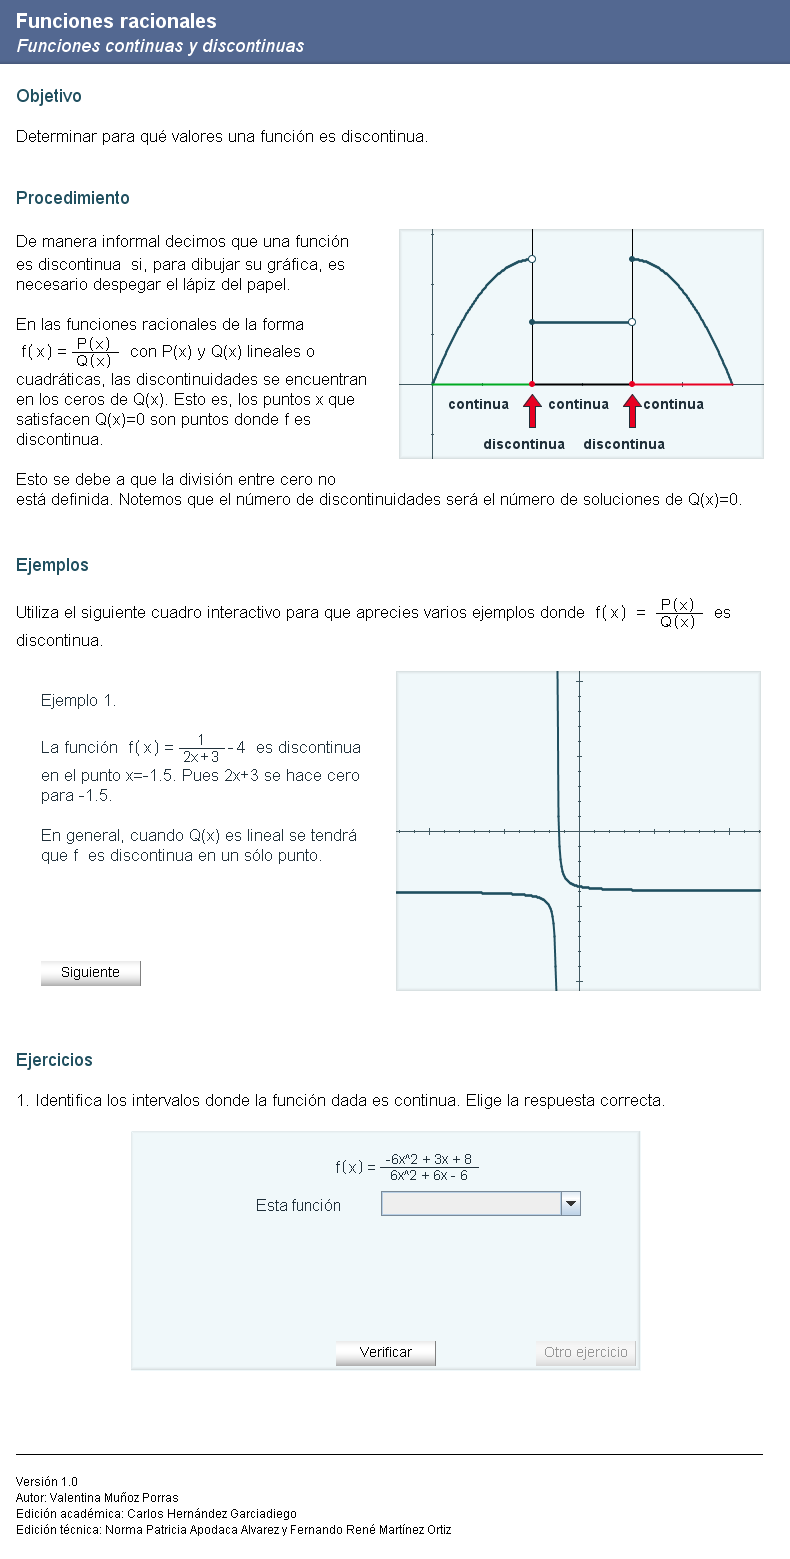 Funciones racionales
Funciones continuas y discontinuas
Objetivo
Determinar para qué valores una función es discontinua.
Procedimiento
De manera informal decimos que una función
es discontinua si, para dibujar su gráfica, es
necesario despegar el lápiz del papel.
En las funciones racionales de la forma
f(x) = P(x)/Q(x) con P(x) y Q(x) lineales o
cuadráticas, las discontinuidades se encuentran
en los ceros de Q(x). Esto es, los puntos x que
satisfacen Q(x)=0 son puntos donde f es
discontinua.
continua continua continua
discontinua discontinua
Esto se debe a que la división entre cero no
está definida. Notemos que el número de discontinuidades será el número de soluciones de Q(x)=0.
Ejemplos
Utiliza el siguiente cuadro interactivo para que aprecies varios ejemplos donde f(x) = P(x)/Q(x) es
discontinua.
Ejemplo 1.
La función f(x) = 1/(2x+3) - 4 es discontinua
en el punto x=-1.5. Pues 2x+3 se hace cero
para -1.5.
En general, cuando Q(x) es lineal se tendrá
que f es discontinua en un sólo punto.
Siguiente
Ejercicios
1. Identifica los intervalos donde la función dada es continua. Elige la respuesta correcta.
f(x) = (-6x^2 + 3x + 8)/(6x^2 + 6x - 6)
Esta función
Verificar
Otro ejercicio
Versión 1.0
Autor: Valentina Muñoz Porras
Edición académica: Carlos Hernández Garciadiego
Edición técnica: Norma Patricia Apodaca Alvarez y Fernando René Martínez Ortiz